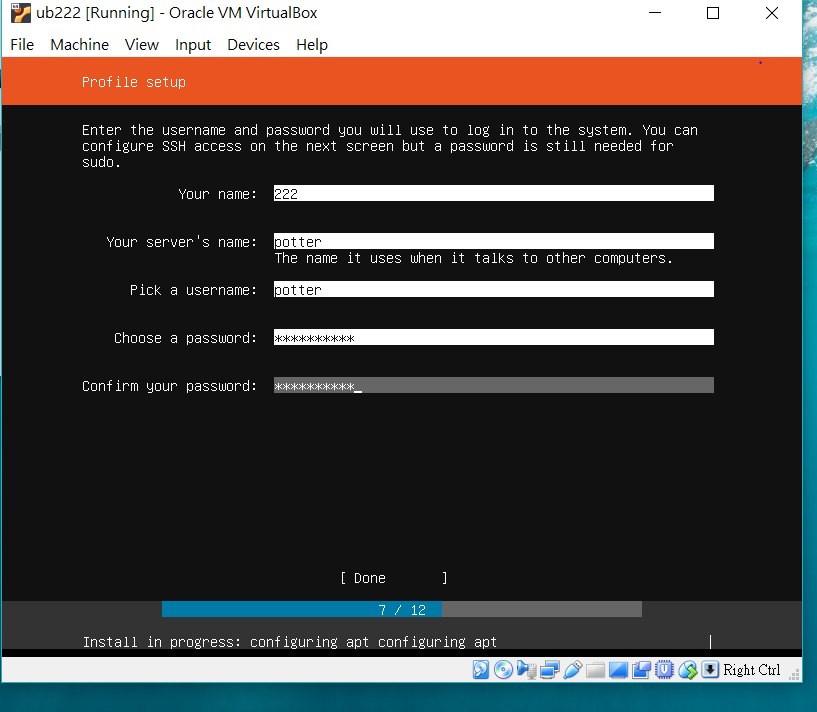 ub222 [Running] - Oracle VM VirtualBox
File Machine View Input Devices Help
Profile setup
Enter the username and password you will use to log in to the system. You can
configure SSH access on the next screen but a password is still needed for
sudo.
Your name: 222
Your server's name: potter
The name it uses when it talks to other computers.
Pick a username: potter
Choose a password: **********
Confirm your password: **********_
[ Done ]
7 / 12
Install in progress: configuring apt configuring apt
Right Ctrl